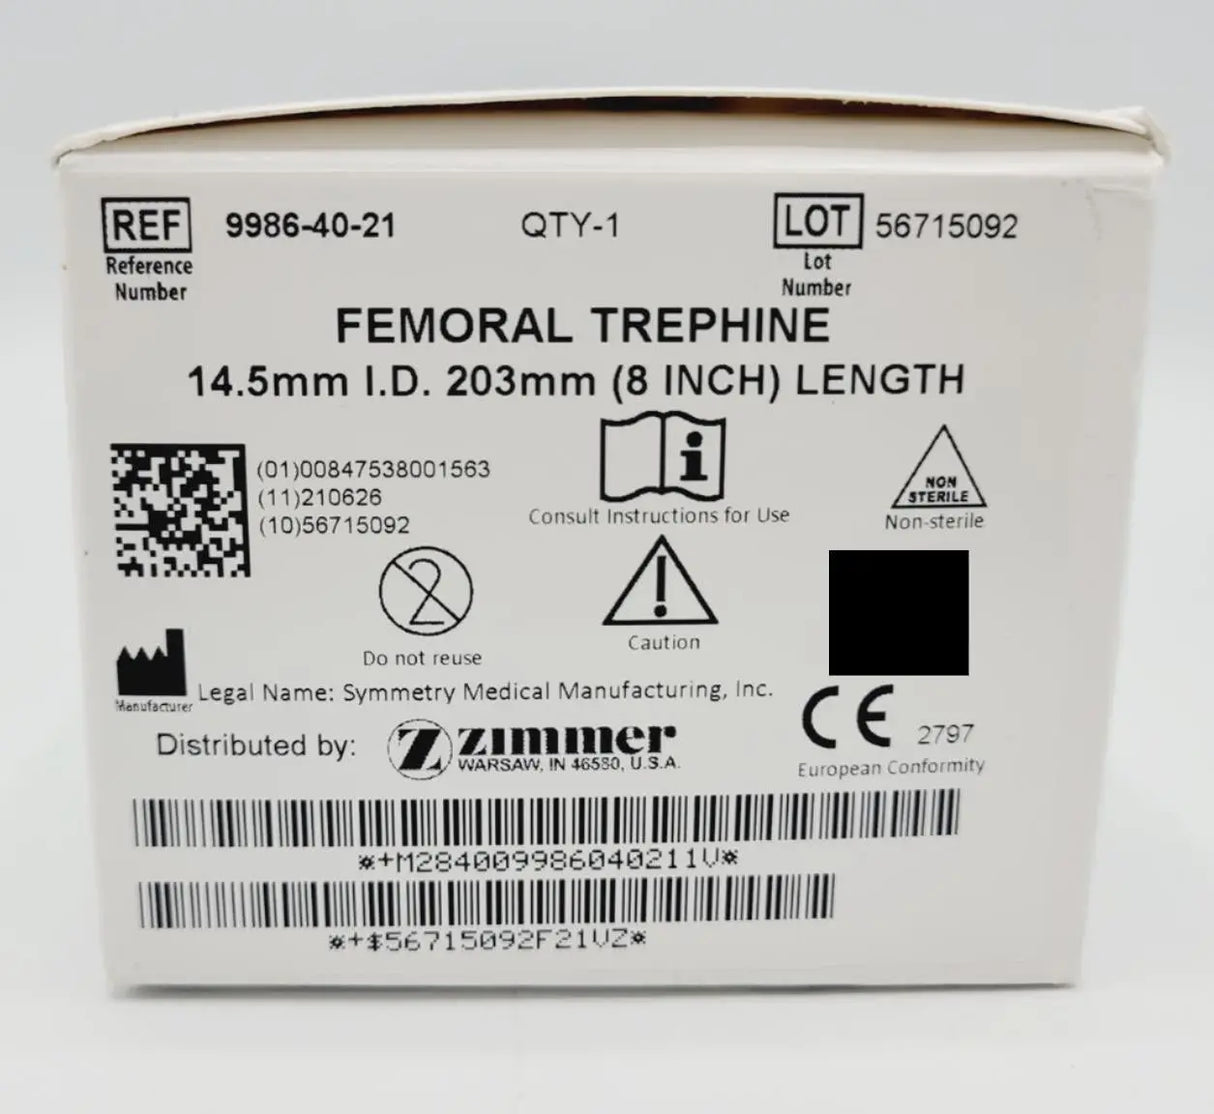 REF 9986-40-21 QTY-1 LOT 56715092
Reference
Number
Lot
Number
FEMORAL TREPHINE
14.5mm I.D. 203mm (8 INCH) LENGTH
(01)00847538001563
(11)210626
(10)56715092
i
Consult Instructions for Use
NON
STERILE
Non-sterile
2
Do not reuse
!
Caution
Manufacturer
Legal Name: Symmetry Medical Manufacturing, Inc.
Distributed by: Z zimmer
WARSAW, IN 46580, U.S.A.
CE 2797
European Conformity
*+M284009986040211V*
*+$56715092F21VZ*